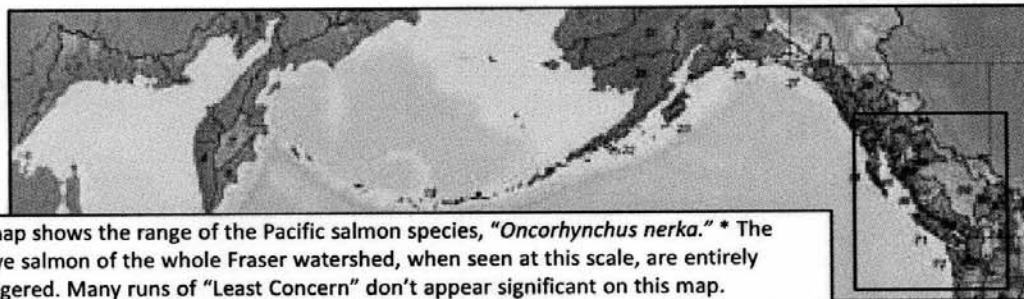 nap shows the range of the Pacific salmon species, "Oncorhynchus nerka." * The
ve salmon of the whole Fraser watershed, when seen at this scale, are entirely
gered. Many runs of "Least Concern" don't appear significant on this map.